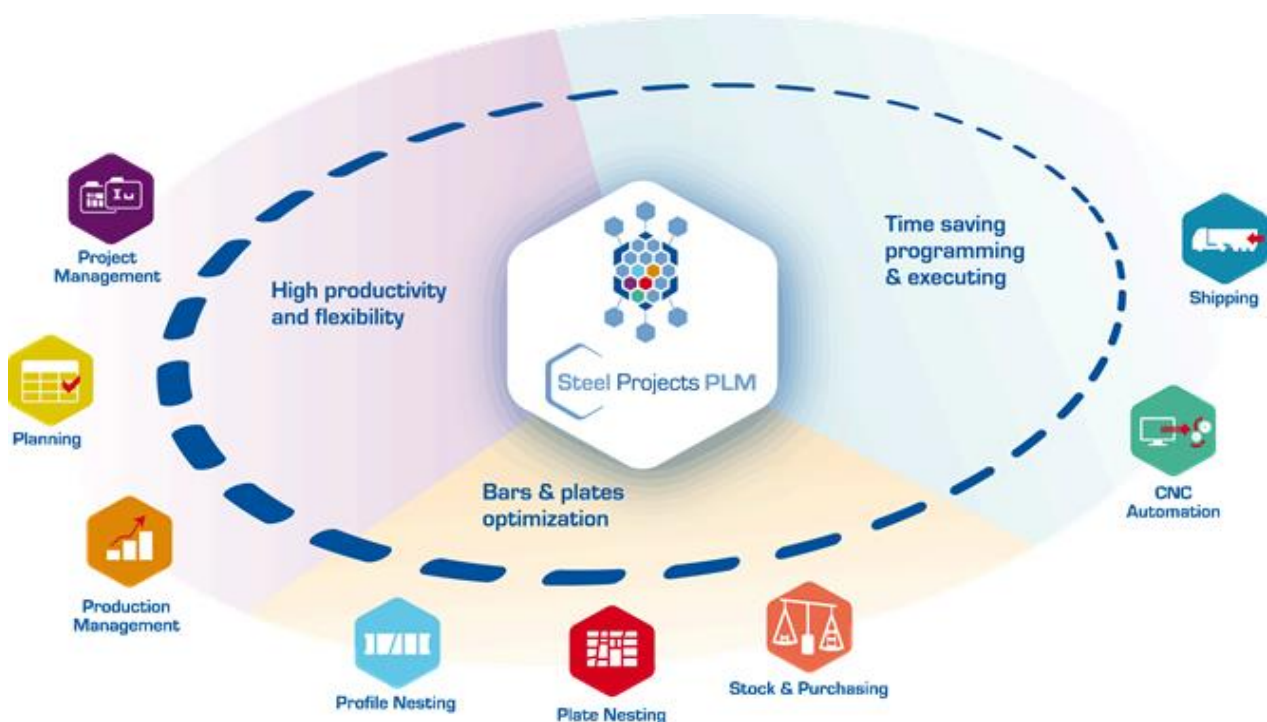 Project
Management
Planning
Production
Management
High productivity
and flexibility
Steel Projects PLM
Time saving
programming
& executing
Bars & plates
optimization
Shipping
CNC
Automation
Profile Nesting
Plate Nesting
Stock & Purchasing